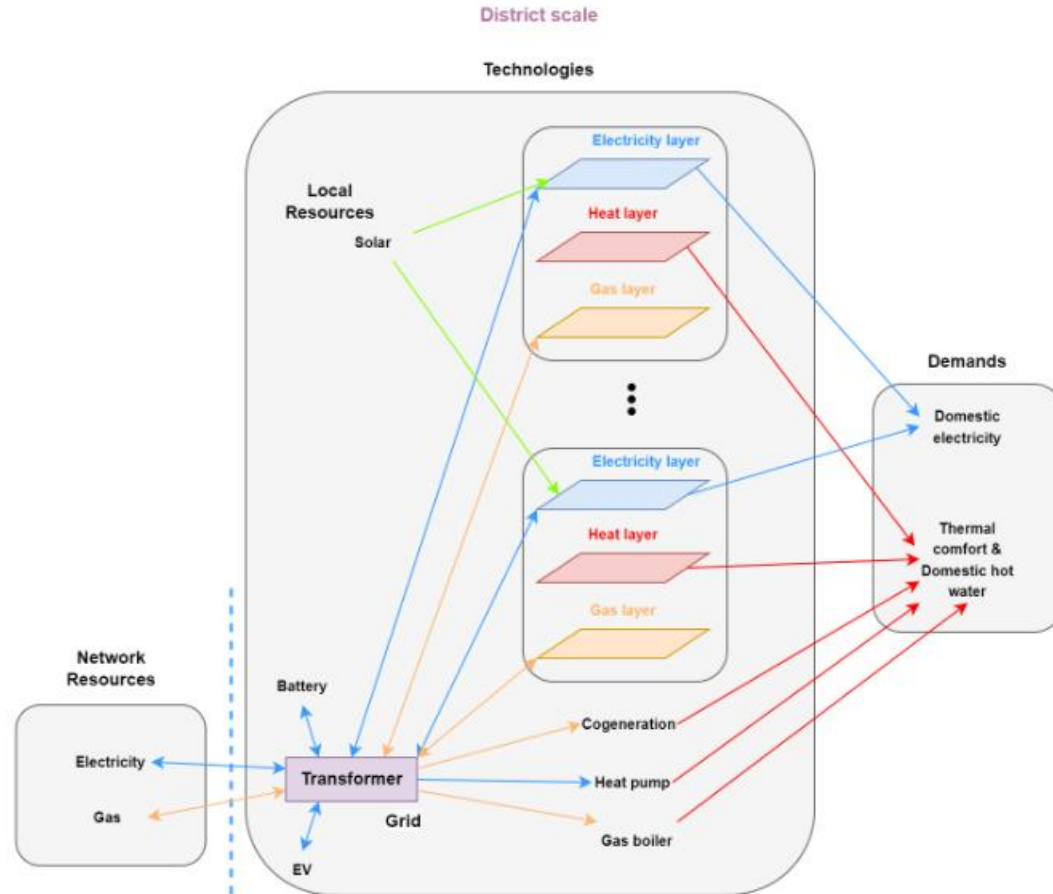 District scale
Technologies
Electricity layer
Local
Resources
Solar
Heat layer
Gas layer
Demands
Domestic
electricity
Electricity layer
Heat layer
Thermal
comfort &
Domestic hot
water
Gas layer
Network
Resources
Battery
Cogeneration
Electricity
Transformer
Heat pump
Gas
Grid
Gas boiler
EV